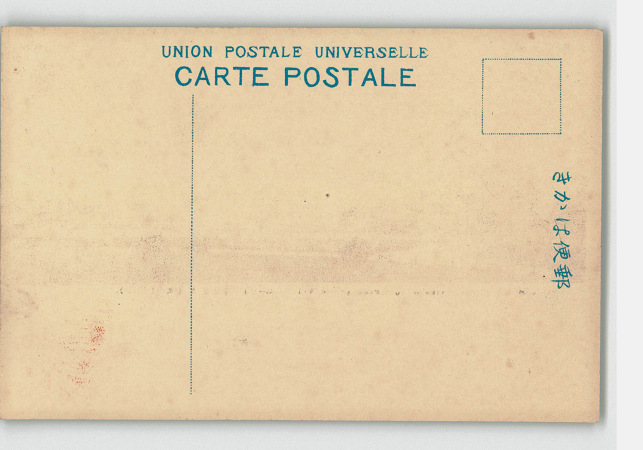 UNION POSTALE UNIVERSELLE
CARTE POSTALE
きかは便郵